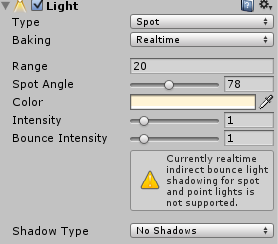 Light
Type Spot
Baking Realtime
Range 20
Spot Angle 78
Color
Intensity 1
Bounce Intensity 1
Currently realtime
indirect bounce light
shadowing for spot
and point lights is
not supported.
Shadow Type No Shadows